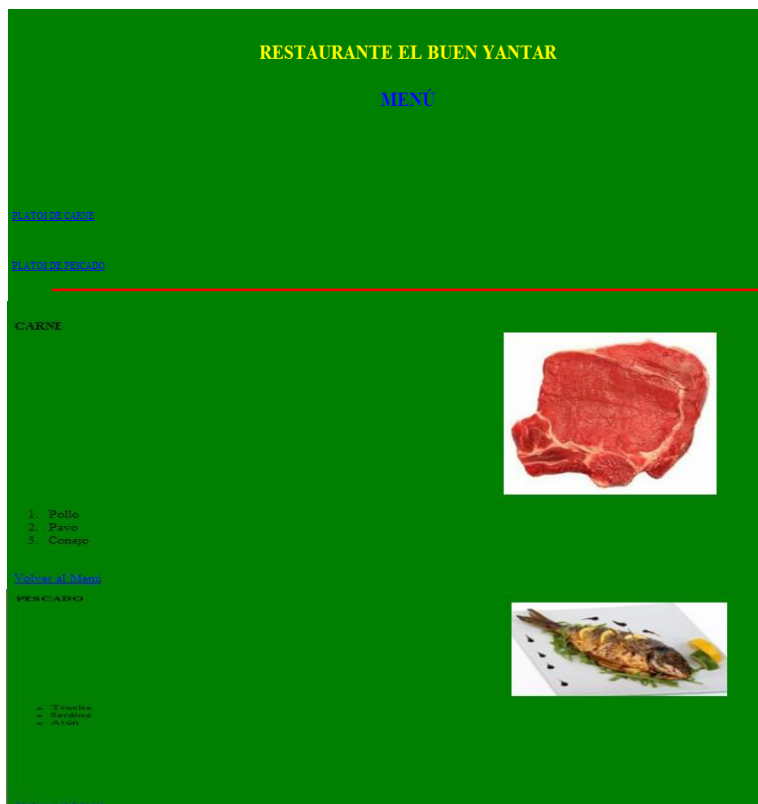 RESTAURANTE EL BUEN YANTAR
MENÚ
PLATOS DE CARNE
PLATOS DE PESCADO
CARNE
1. Pollo
2. Pavo
3. Conejo
Volver al Menú
PESCADO
• Trucha
• Sardina
• Atún